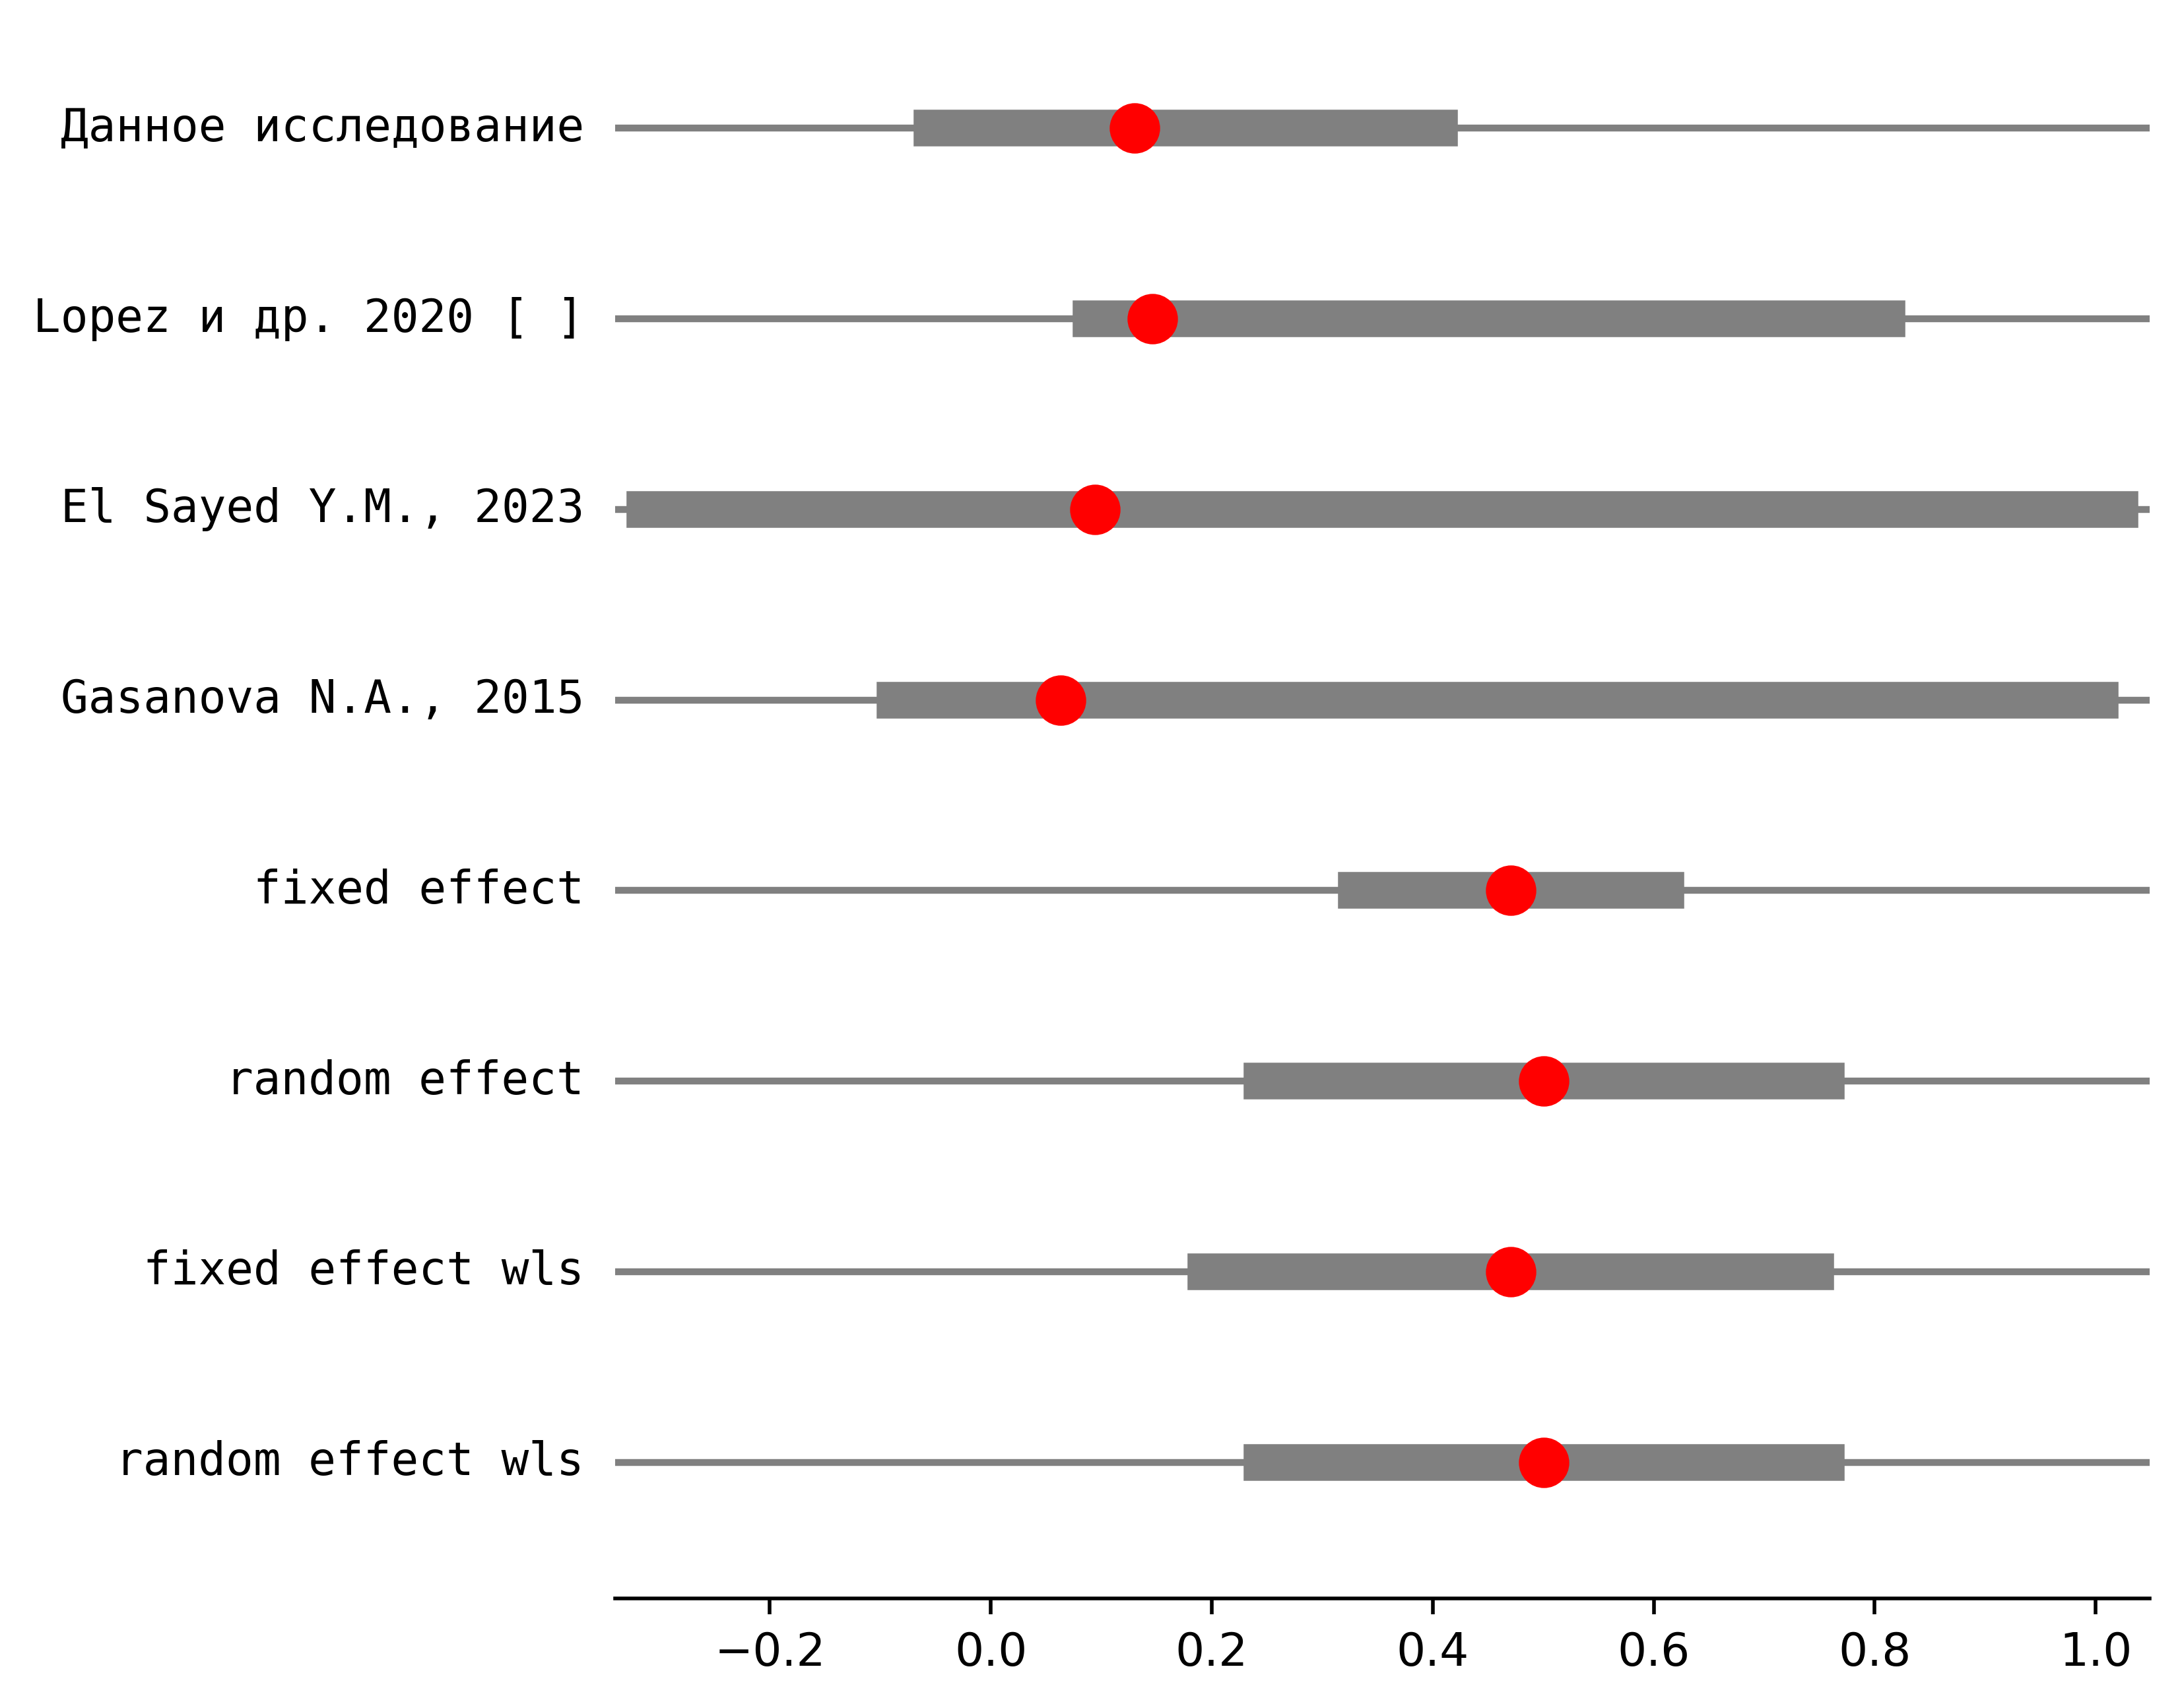 Данное исследование
Lopez и др. 2020 [ ]
El Sayed Y.M., 2023
Gasanova N.A., 2015
fixed effect
random effect
fixed effect wls
random effect wls
−0.2 0.0 0.2 0.4 0.6 0.8 1.0